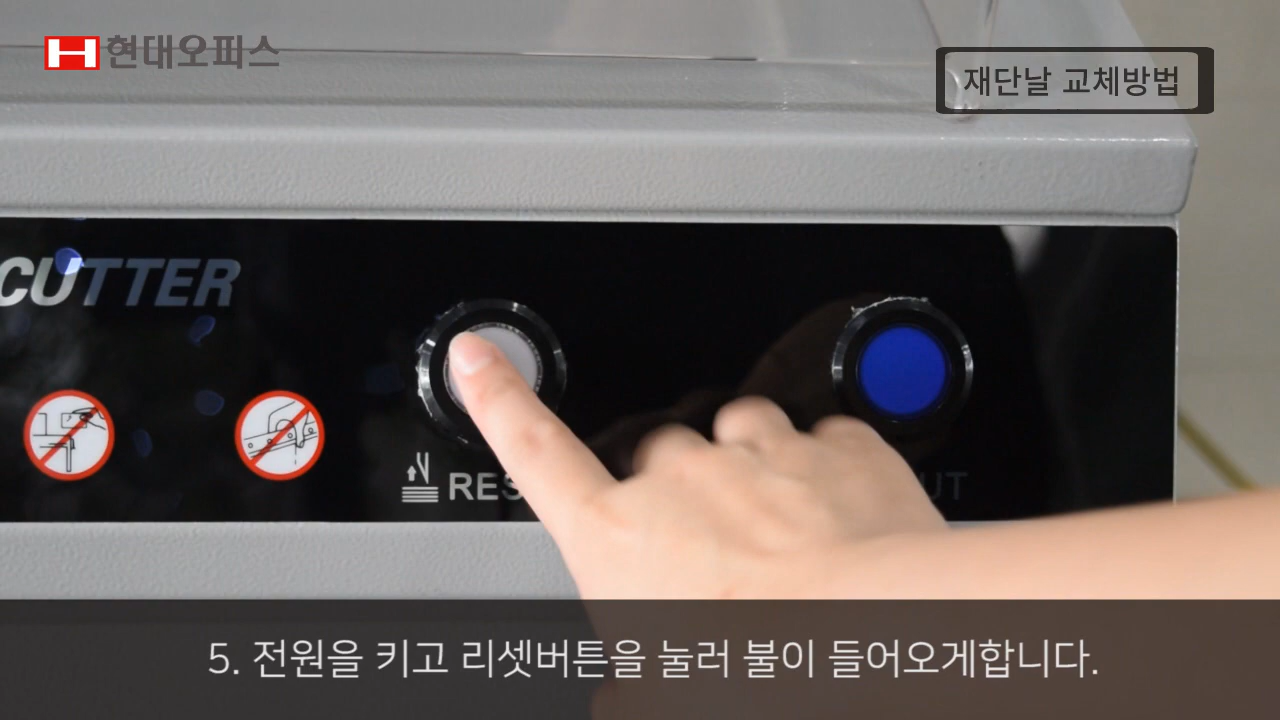 현대오피스
재단날 교체방법
CUTTER
RES
UT
5. 전원을 키고 리셋버튼을 눌러 불이 들어오게합니다.